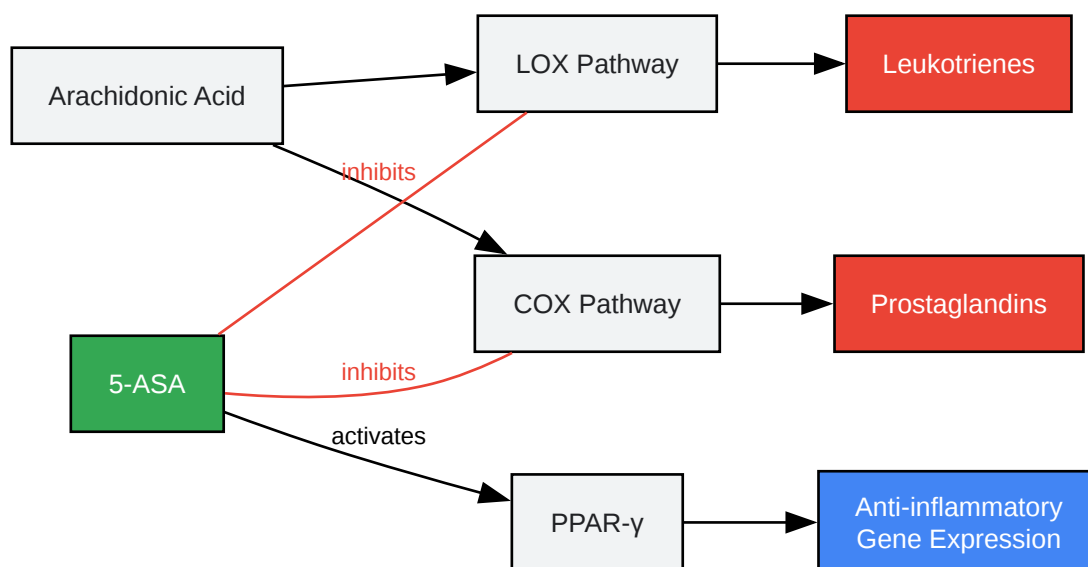 LOX Pathway
Leukotrienes
Arachidonic Acid
inhibits
COX Pathway
Prostaglandins
5-ASA
inhibits
activates
PPAR-γ
Anti-inflammatory
Gene Expression